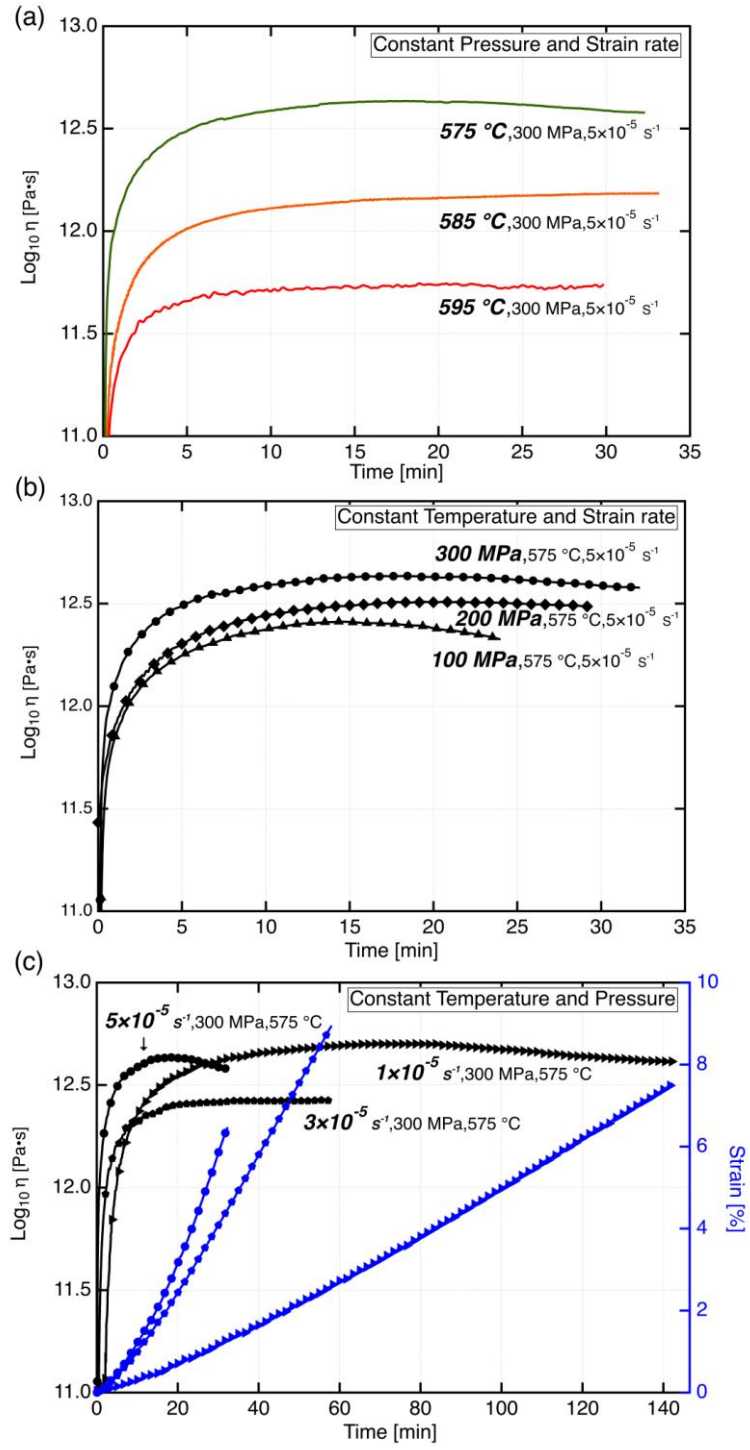 (a)
13.0
Constant Pressure and Strain rate
12.5
575 °C,300 MPa,5×10⁻⁵ s⁻¹
Log₁₀ η [Pa•s]
12.0
585 °C,300 MPa,5×10⁻⁵ s⁻¹
11.5
595 °C,300 MPa,5×10⁻⁵ s⁻¹
11.0
0 5 10 15 20 25 30 35
Time [min]
(b)
13.0
Constant Temperature and Strain rate
300 MPa,575 °C,5×10⁻⁵ s⁻¹
12.5
200 MPa,575 °C,5×10⁻⁵ s⁻¹
100 MPa,575 °C,5×10⁻⁵ s⁻¹
Log₁₀ η [Pa•s]
12.0
11.5
11.0
0 5 10 15 20 25 30 35
Time [min]
(c)
13.0 10
Constant Temperature and Pressure
5×10⁻⁵ s⁻¹,300 MPa,575 °C
8
12.5
1×10⁻⁵ s⁻¹,300 MPa,575 °C
3×10⁻⁵ s⁻¹,300 MPa,575 °C
6
Log₁₀ η [Pa•s]
12.0
Strain [%]
4
11.5
2
11.0 0
0 20 40 60 80 100 120 140
Time [min]